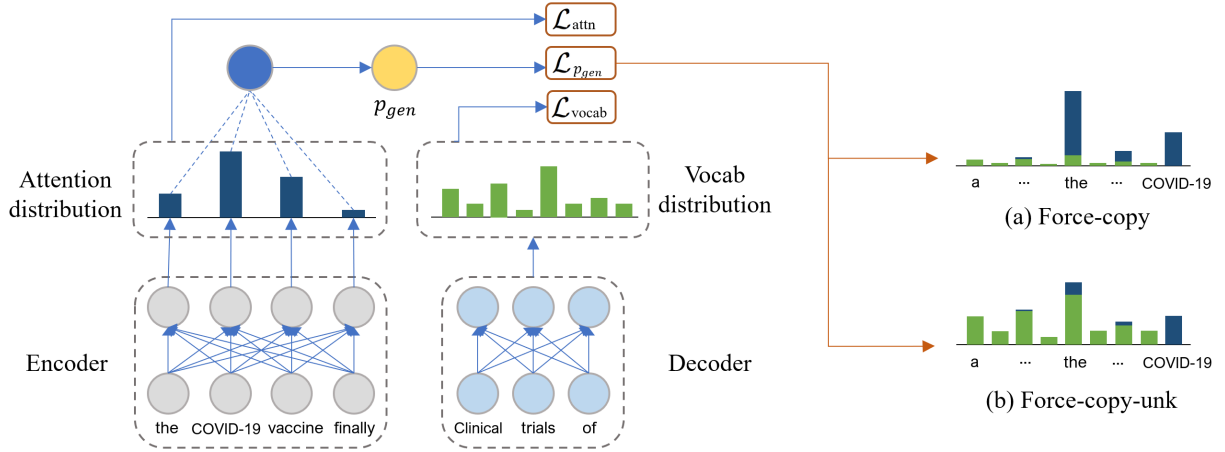 ℒattn
ℒpgen
ℒvocab
pgen
Attention
distribution
Vocab
distribution
Encoder
the COVID-19 vaccine finally
Decoder
Clinical trials of
a ... the ... COVID-19
(a) Force-copy
a ... the ... COVID-19
(b) Force-copy-unk